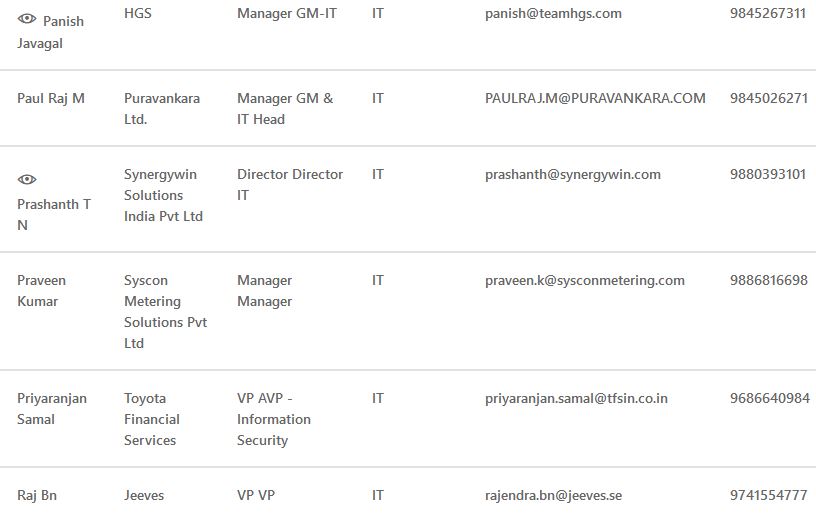 Panish Javagal HGS Manager GM-IT IT panish@teamhgs.com 9845267311
Paul Raj M Puravankara Ltd. Manager GM & IT Head IT PAULRAJ.M@PURAVANKARA.COM 9845026271
Prashanth T N Synergywin Solutions India Pvt Ltd Director Director IT IT prashanth@synergywin.com 9880393101
Praveen Kumar Syscon Metering Solutions Pvt Ltd Manager Manager IT praveen.k@sysconmetering.com 9886816698
Priyaranjan Samal Toyota Financial Services VP AVP - Information Security IT priyaranjan.samal@tfsin.co.in 9686640984
Raj Bn Jeeves VP VP IT rajendra.bn@jeeves.se 9741554777